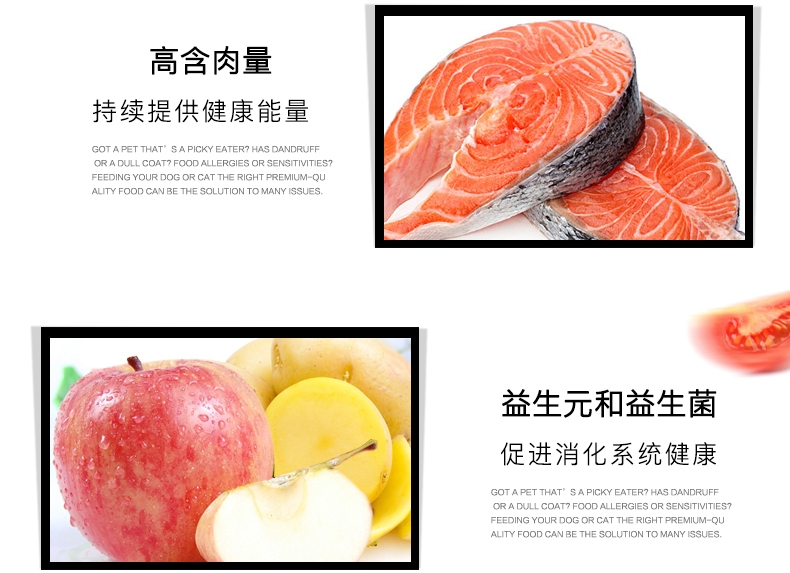 高含肉量
持续提供健康能量
GOT A PET THAT'S A PICKY EATER? HAS DANDRUFF
OR A DULL COAT? FOOD ALLERGIES OR SENSITIVITIES?
FEEDING YOUR DOG OR CAT THE RIGHT PREMIUM-QU
ALITY FOOD CAN BE THE SOLUTION TO MANY ISSUES.
益生元和益生菌
促进消化系统健康
GOT A PET THAT'S A PICKY EATER? HAS DANDRUFF
OR A DULL COAT? FOOD ALLERGIES OR SENSITIVITIES?
FEEDING YOUR DOG OR CAT THE RIGHT PREMIUM-QU
ALITY FOOD CAN BE THE SOLUTION TO MANY ISSUES.